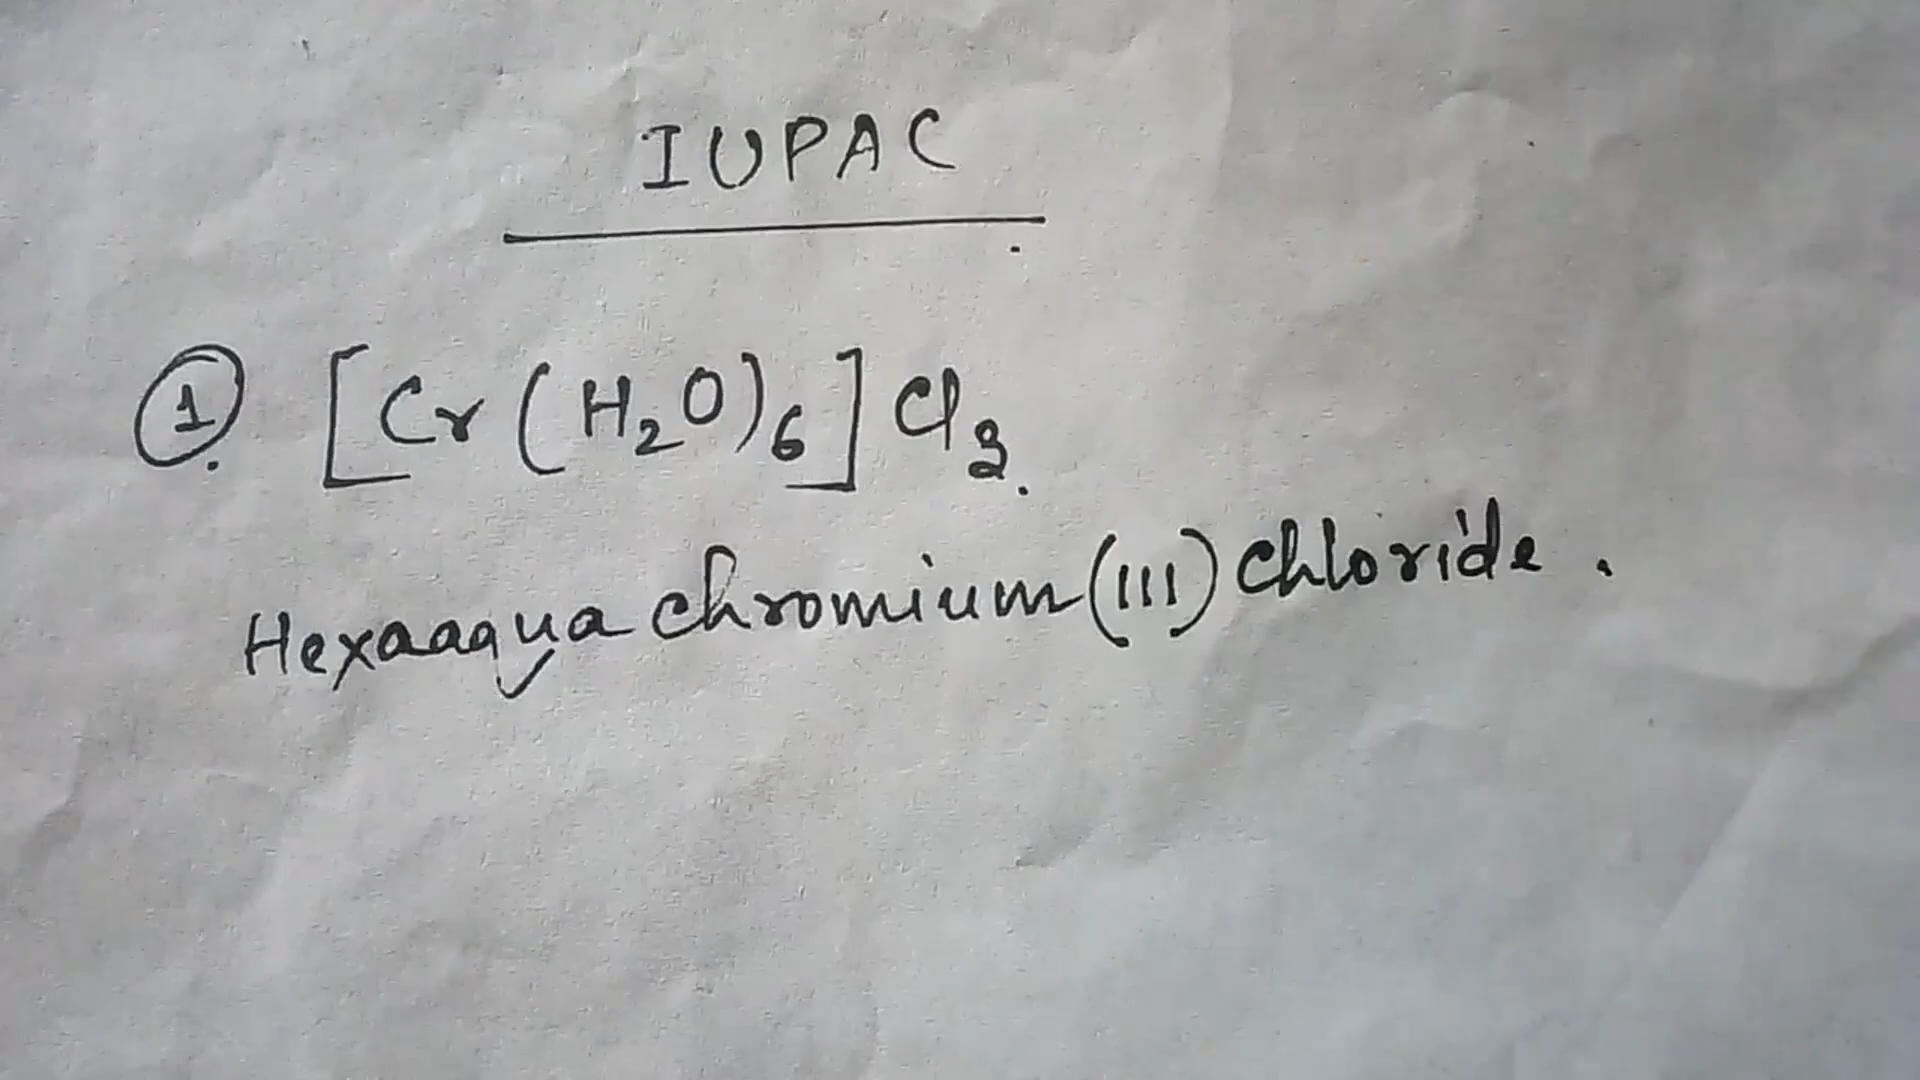 IUPAC
① [Cr(H₂O)₆]Cl₃.
Hexaaqua chromium(III) chloride.